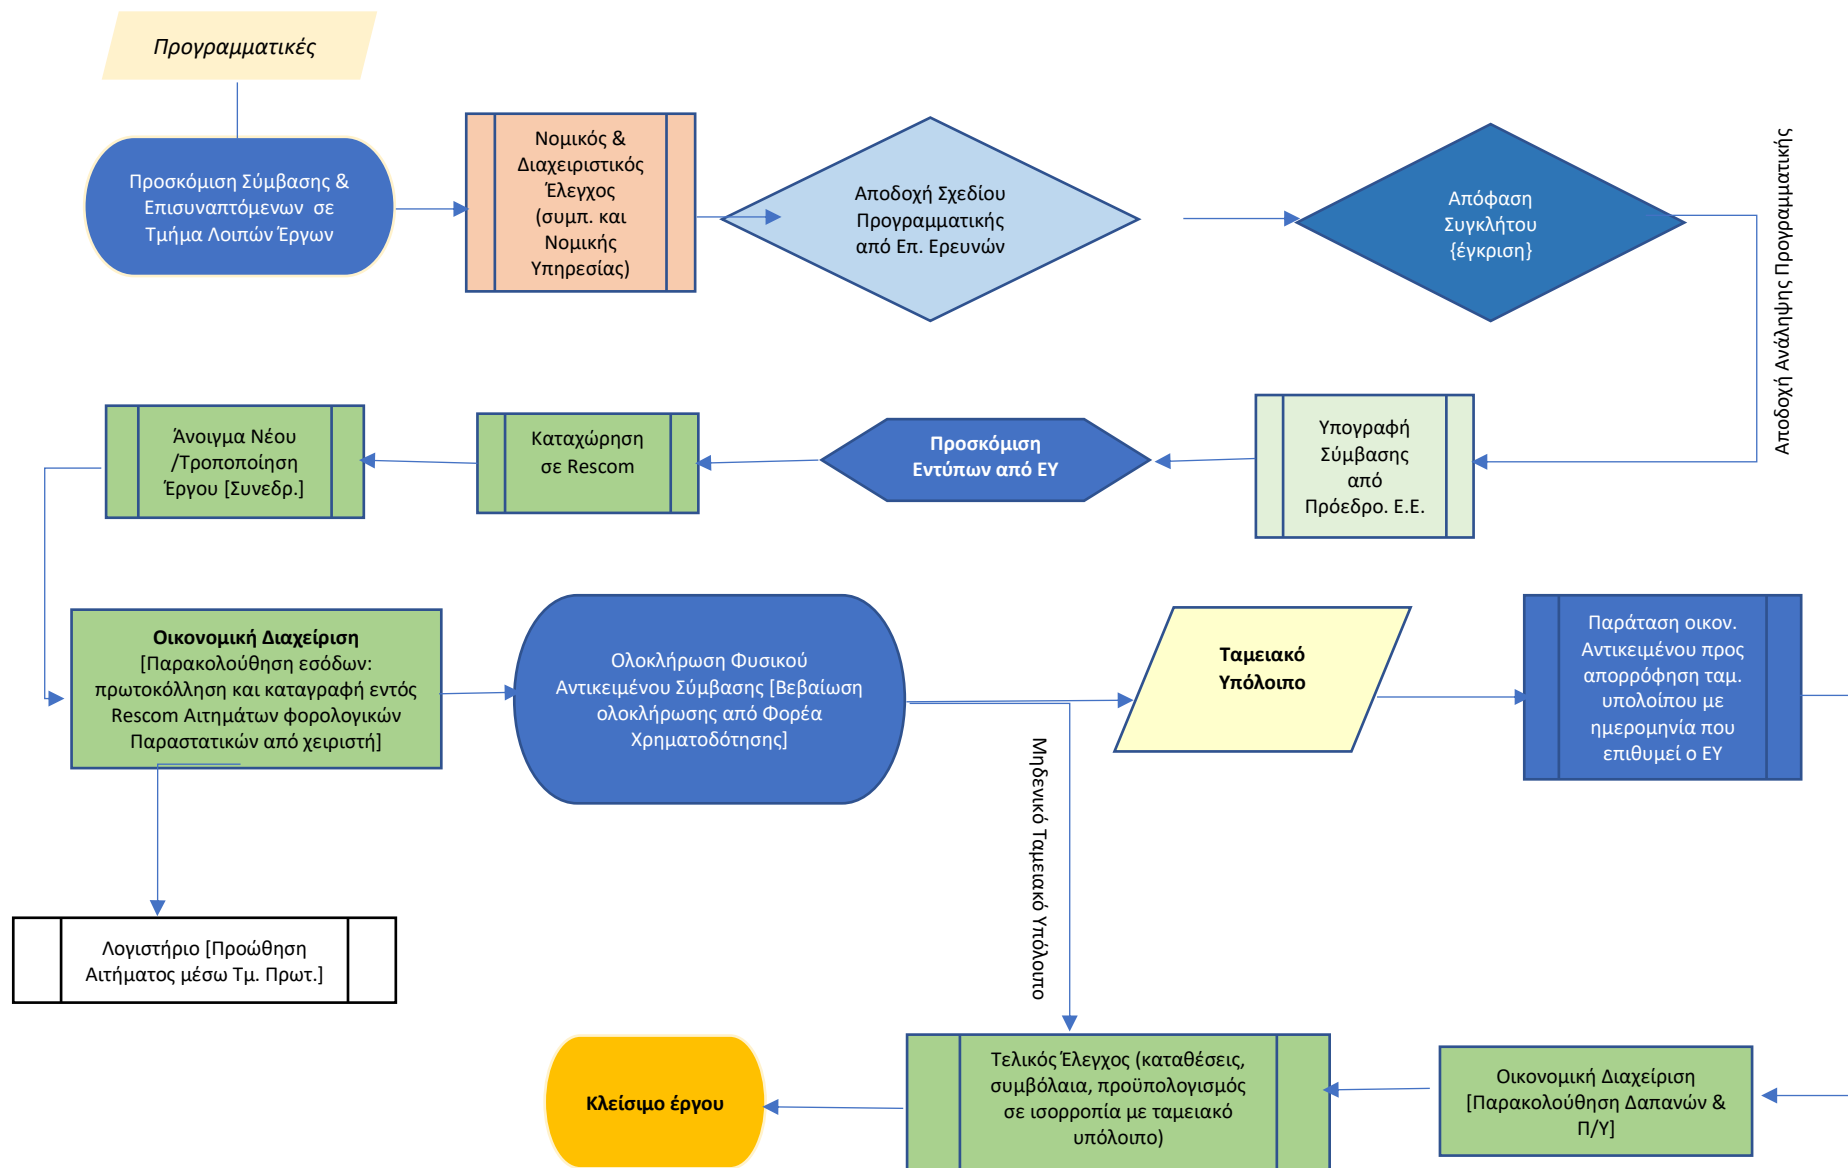 Προγραμματικές
Προσκόμιση Σύμβασης &
Επισυναπτόμενων σε
Τμήμα Λοιπών Έργων
Νομικός &
Διαχειριστικός
Έλεγχος
(συμπ. και
Νομικής
Υπηρεσίας)
Αποδοχή Σχεδίου
Προγραμματικής
από Επ. Ερευνών
Απόφαση
Συγκλήτου
{έγκριση}
Αποδοχή Ανάληψης Προγραμματικής
Υπογραφή
Σύμβασης
από
Πρόεδρο. Ε.Ε.
Προσκόμιση
Εντύπων από ΕΥ
Καταχώρηση
σε Rescom
Άνοιγμα Νέου
/Τροποποίηση
Έργου [Συνεδρ.]
Οικονομική Διαχείριση
[Παρακολούθηση εσόδων:
πρωτοκόλληση και καταγραφή εντός
Rescom Αιτημάτων φορολογικών
Παραστατικών από χειριστή]
Ολοκλήρωση Φυσικού
Αντικειμένου Σύμβασης [Βεβαίωση
ολοκλήρωσης από Φορέα
Χρηματοδότησης]
Ταμειακό
Υπόλοιπο
Παράταση οικον.
Αντικειμένου προς
απορρόφηση ταμ.
υπολοίπου με
ημερομηνία που
επιθυμεί ο ΕΥ
Μηδενικό Ταμειακό Υπόλοιπο
Λογιστήριο [Προώθηση
Αιτήματος μέσω Τμ. Πρωτ.]
Κλείσιμο έργου
Τελικός Έλεγχος (καταθέσεις,
συμβόλαια, προϋπολογισμός
σε ισορροπία με ταμειακό
υπόλοιπο)
Οικονομική Διαχείριση
[Παρακολούθηση Δαπανών &
Π/Υ]